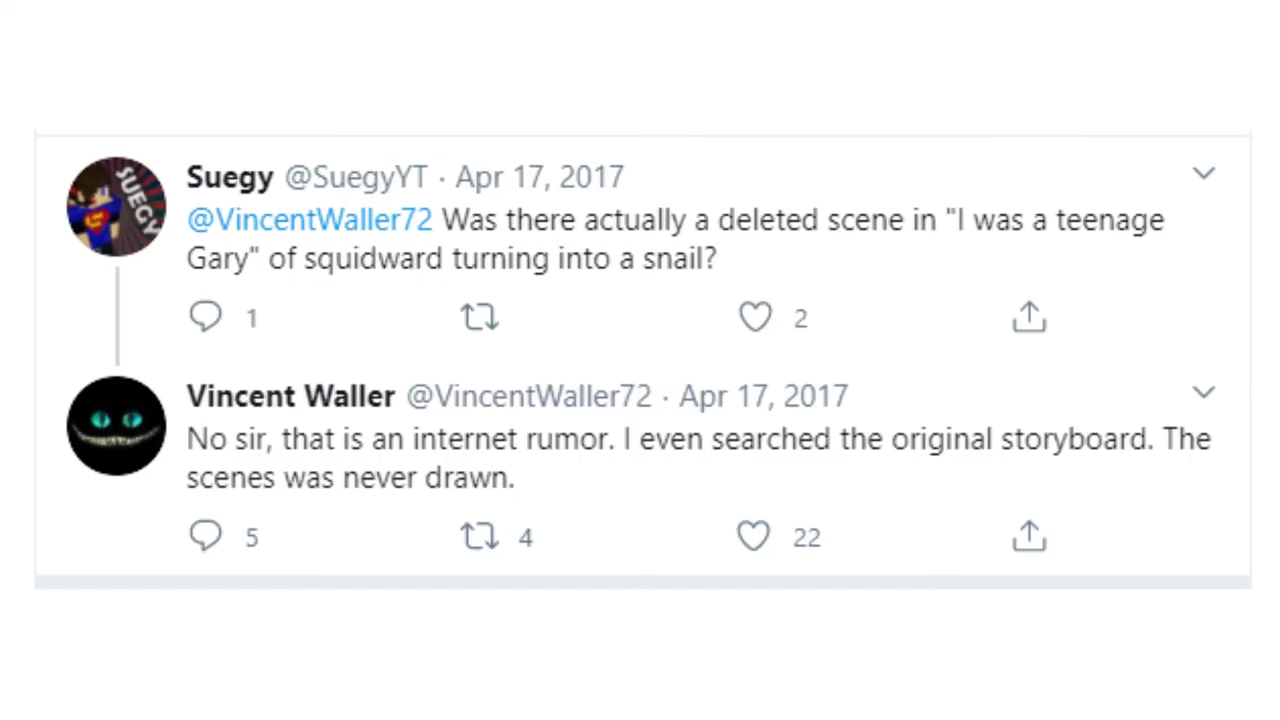 SUEGY
Suegy @SuegyYT · Apr 17, 2017
@VincentWaller72 Was there actually a deleted scene in "I was a teenage
Gary" of squidward turning into a snail?
1 2
Vincent Waller @VincentWaller72 · Apr 17, 2017
No sir, that is an internet rumor. I even searched the original storyboard. The
scenes was never drawn.
5 4 22